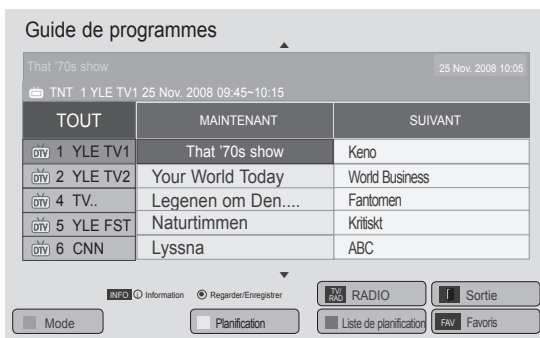 Guide de programmes
That '70s show 25 Nov. 2008 10:05
TNT 1 YLE TV1 25 Nov. 2008 09:45~10:15
TOUT MAINTENANT SUIVANT
DTV 1 YLE TV1 That '70s show Keno
DTV 2 YLE TV2 Your World Today World Business
DTV 4 TV.. Legenen om Den.... Fantomen
DTV 5 YLE FST Naturtimmen Kritiskt
DTV 6 CNN Lyssna ABC
INFO i Information Regarder/Enregistrer TV/RAD RADIO Sortie
Mode Planification Liste de planification FAV Favoris